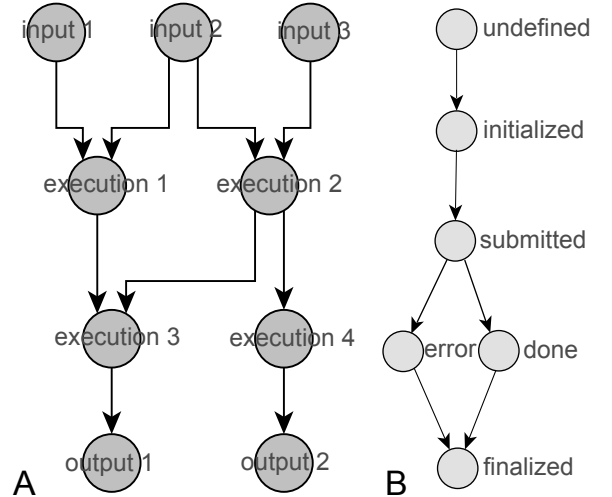 input 1
input 2
input 3
execution 1
execution 2
execution 3
execution 4
output 1
output 2
A
undefined
initialized
submitted
error
done
finalized
B